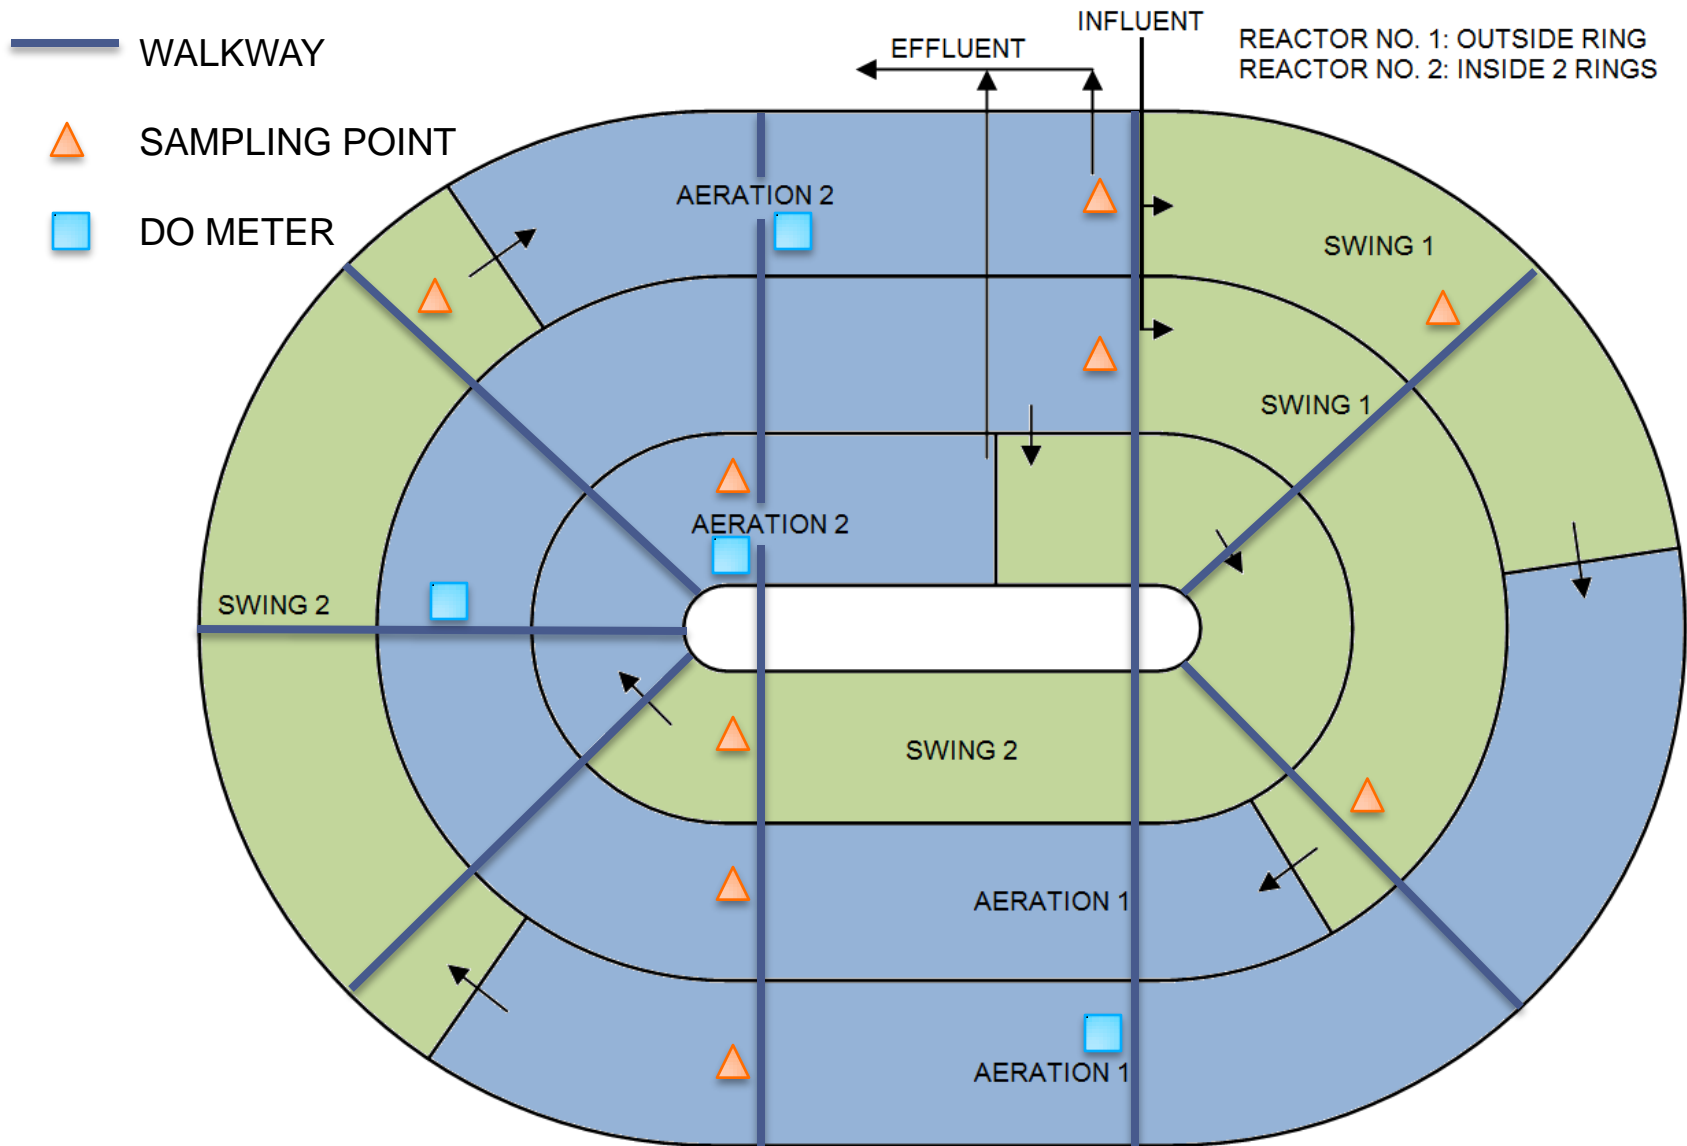 WALKWAY
SAMPLING POINT
DO METER
EFFLUENT
INFLUENT
REACTOR NO. 1: OUTSIDE RING
REACTOR NO. 2: INSIDE 2 RINGS
AERATION 2
SWING 1
SWING 1
AERATION 2
SWING 2
SWING 2
AERATION 1
AERATION 1